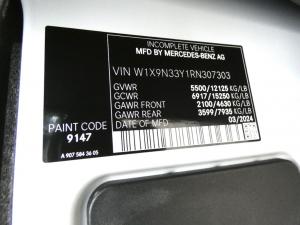 INCOMPLETE VEHICLE
MFD BY MERCEDES-BENZ AG
VIN W1X9N33Y1RN307303
GVWR 5500/12125 KG/LB
GCWR 6917/15250 KG/LB
GAWR FRONT 2100/4630 KG/LB
GAWR REAR 3599/7935 KG/LB
DATE OF MFD 03/2024
PAINT CODE
9147
A 907 584 36 05